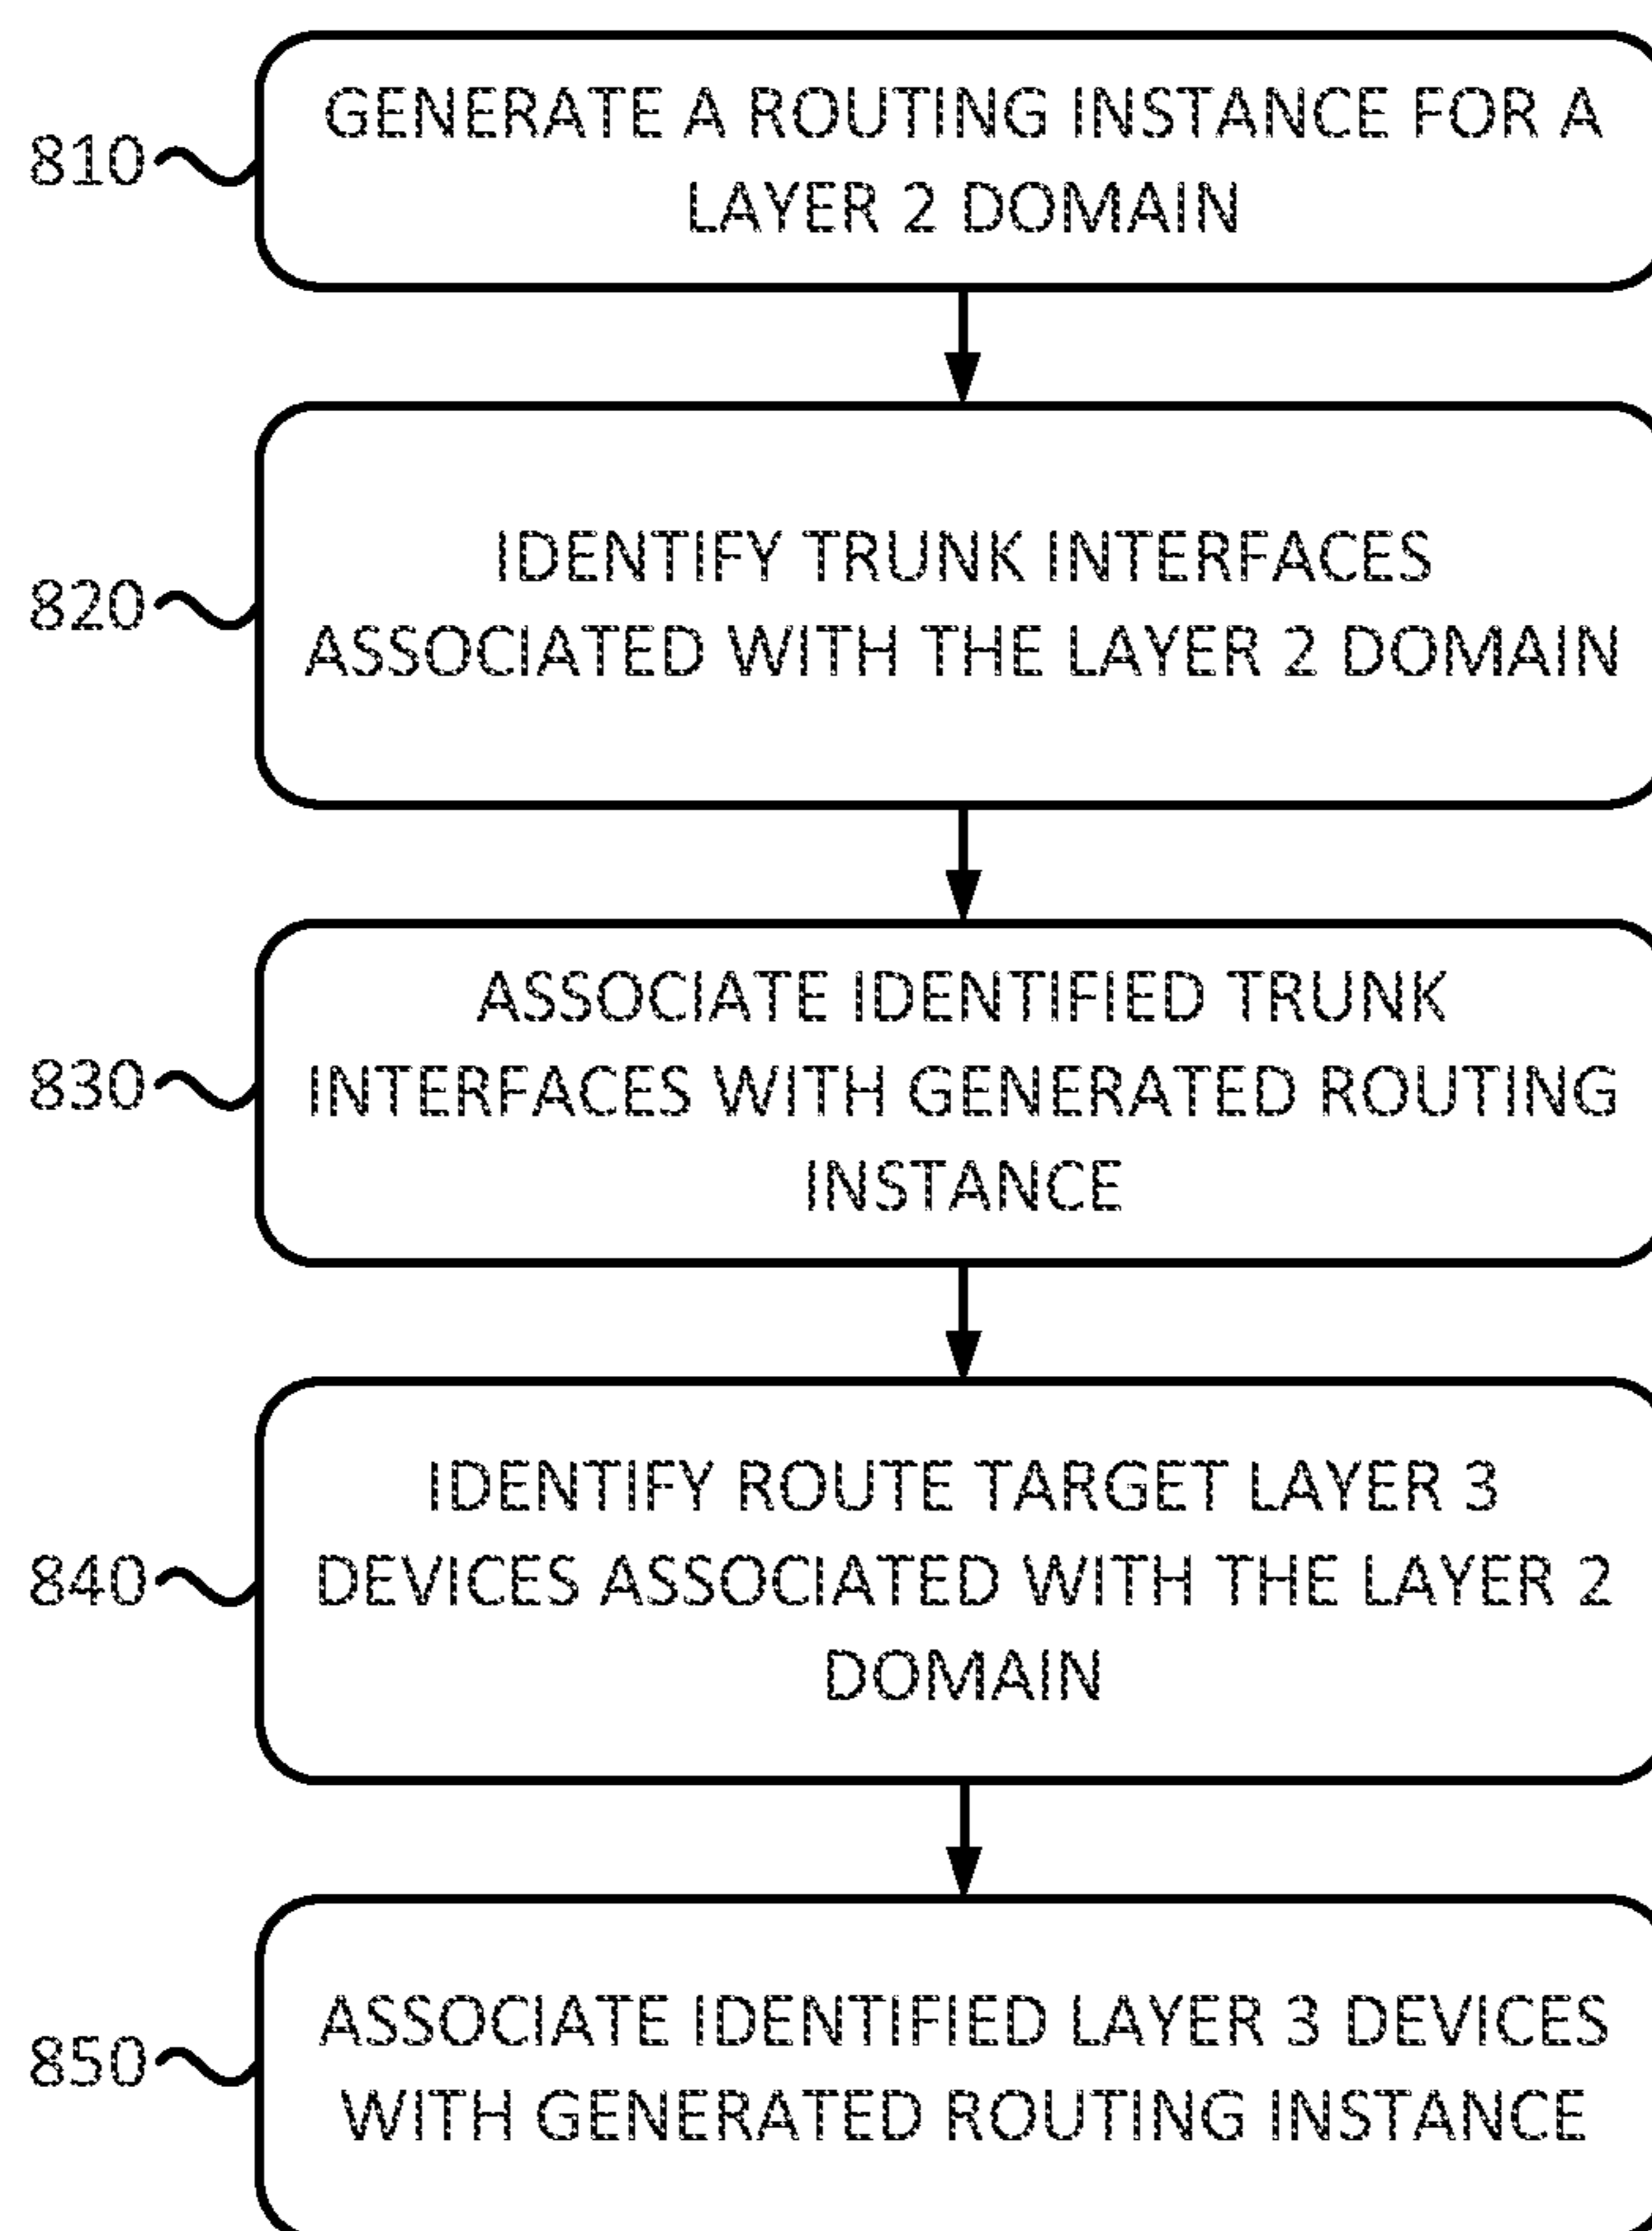 GENERATE A ROUTING INSTANCE FOR A
810
LAYER 2 DOMAIN
IDENTIFY TRUNK INTERFACES
820
ASSOCIATED WITH THE LAYER 2 DOMAIN
ASSOCIATE IDENTIFIED TRUNK
830
INTERFACES WITH GENERATED ROUTING
INSTANCE
IDENTIFY ROUTE TARGET LAYER 3
840
DEVICES ASSOCIATED WITH THE LAYER 2
DOMAIN
ASSOCIATE IDENTIFIED LAYER 3 DEVICES
850
WITH GENERATED ROUTING INSTANCE